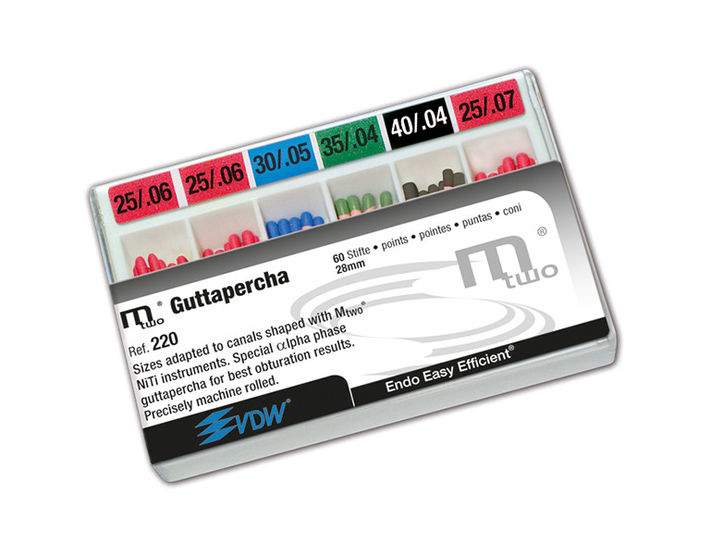 25/.06 25/.06 30/.05 35/.04 40/.04 25/.07
mtwo® Guttapercha
60 Stifte • points • pointes • puntas • coni
28mm
mtwo®
Ref. 220
Sizes adapted to canals shaped with Mtwo®
NiTi instruments. Special αlpha phase
guttapercha for best obturation results.
Precisely machine rolled.
VDW®
Endo Easy Efficient®